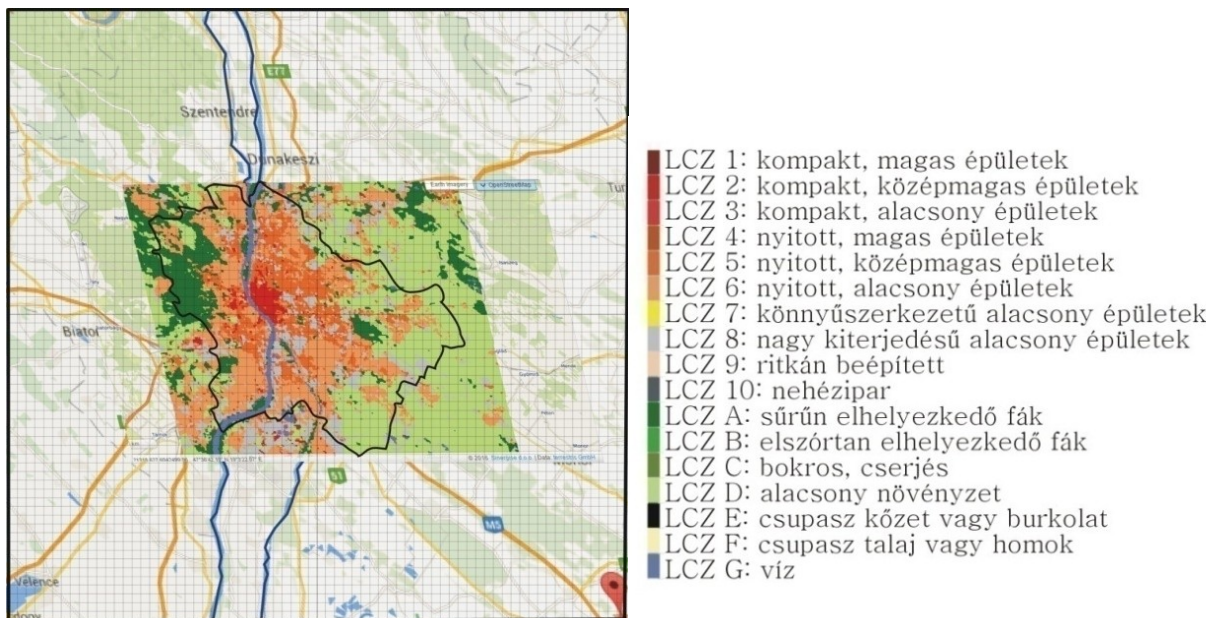 E77
Szentendre
Dunakeszi
Earth Imagery
OpenStreetMap
Biator
51
M5
Velence
LCZ 1: kompakt, magas épületek
LCZ 2: kompakt, középmagas épületek
LCZ 3: kompakt, alacsony épületek
LCZ 4: nyitott, magas épületek
LCZ 5: nyitott, középmagas épületek
LCZ 6: nyitott, alacsony épületek
LCZ 7: könnyűszerkezetű alacsony épületek
LCZ 8: nagy kiterjedésű alacsony épületek
LCZ 9: ritkán beépített
LCZ 10: nehézipar
LCZ A: sűrűn elhelyezkedő fák
LCZ B: elszórtan elhelyezkedő fák
LCZ C: bokros, cserjés
LCZ D: alacsony növényzet
LCZ E: csupasz kőzet vagy burkolat
LCZ F: csupasz talaj vagy homok
LCZ G: víz